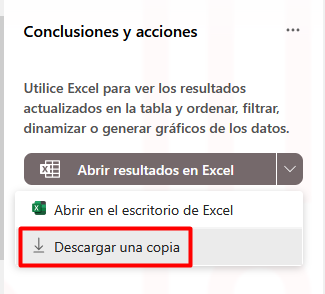 Conclusiones y acciones
Utilice Excel para ver los resultados
actualizados en la tabla y ordenar, filtrar,
dinamizar o generar gráficos de los datos.
Abrir resultados en Excel
Abrir en el escritorio de Excel
Descargar una copia